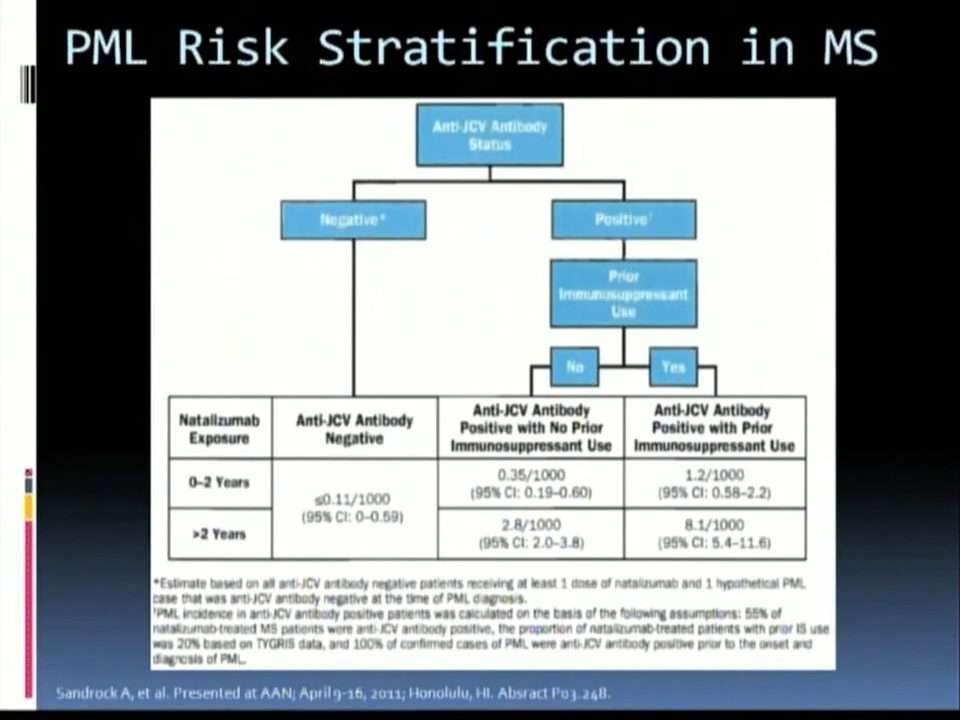 PML Risk Stratification in MS
Anti-JCV Antibody
Status
Negative*
Positive†
Prior
Immunosuppressant
Use
No
Yes
Natalizumab
Exposure
Anti-JCV Antibody
Negative
Anti-JCV Antibody
Positive with No Prior
Immunosuppressant Use
Anti-JCV Antibody
Positive with Prior
Immunosuppressant Use
0–2 Years
≤0.11/1000
(95% CI: 0–0.59)
0.35/1000
(95% CI: 0.19–0.60)
1.2/1000
(95% CI: 0.58–2.2)
>2 Years
2.8/1000
(95% CI: 2.0–3.8)
8.1/1000
(95% CI: 5.4–11.6)
*Estimate based on all anti-JCV antibody negative patients receiving at least 1 dose of natalizumab and 1 hypothetical PML
case that was anti-JCV antibody negative at the time of PML diagnosis.
†PML incidence in anti-JCV antibody positive patients was calculated on the basis of the following assumptions: 55% of
natalizumab-treated MS patients were anti-JCV antibody positive, the proportion of natalizumab-treated patients with prior IS use
was 20% based on TYGRIS data, and 100% of confirmed cases of PML were anti-JCV antibody positive prior to the onset and
diagnosis of PML.
Sandrock A, et al. Presented at AAN; April 9-16, 2011; Honolulu, HI. Absract P03.248.